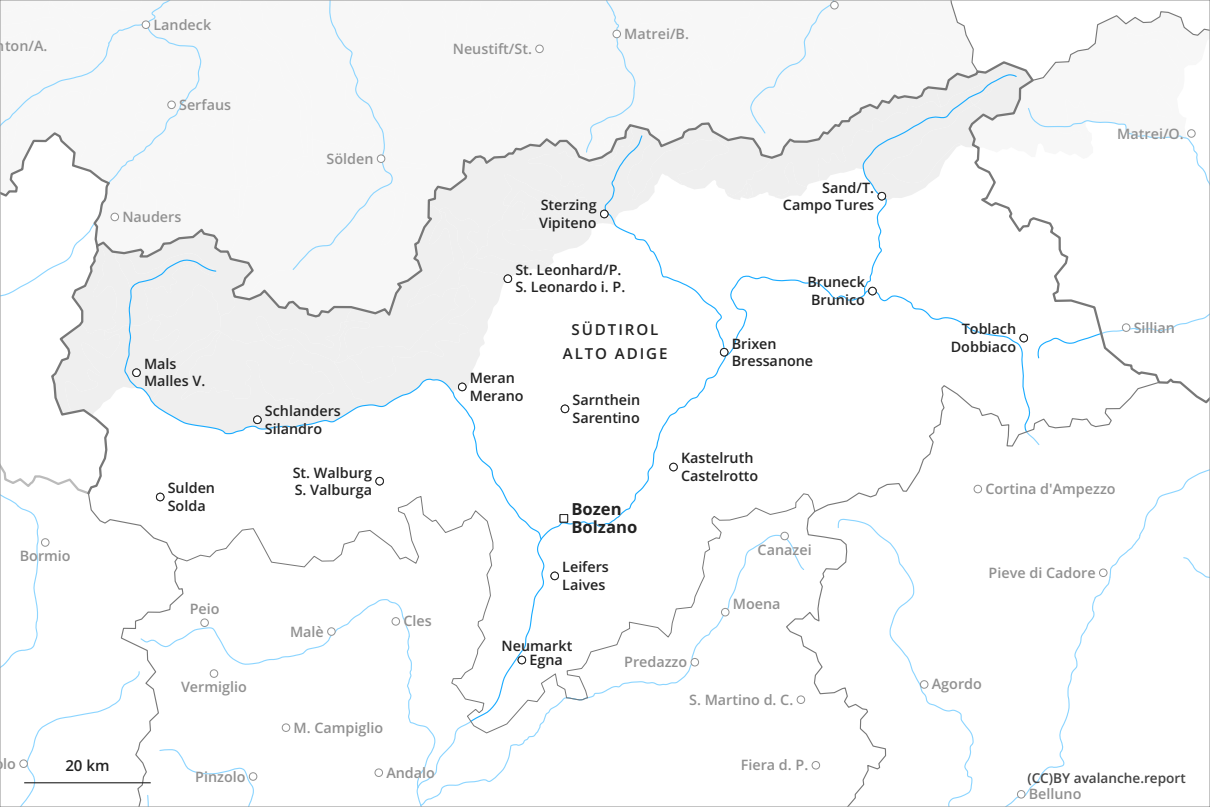 Landeck
Matrei/B.
nton/A.
Neustift/St.
Serfaus
Matrei/O.
Sölden
Sand/T.
Campo Tures
Nauders
Sterzing
Vipiteno
St. Leonhard/P.
S. Leonardo i. P.
Bruneck
Brunico
SÜDTIROL
ALTO ADIGE
Toblach
Dobbiaco
Sillian
Brixen
Bressanone
Mals
Malles V.
Meran
Merano
Sarnthein
Sarentino
Schlanders
Silandro
Kastelruth
Castelrotto
St. Walburg
S. Valburga
Sulden
Solda
Cortina d'Ampezzo
Bozen
Bolzano
Bormio
Canazei
Leifers
Laives
Pieve di Cadore
Peio
Moena
Malè
Cles
Neumarkt
Egna
Predazzo
Vermiglio
Agordo
S. Martino d. C.
M. Campiglio
olo
20 km
Pinzolo
Andalo
Fiera d. P.
(CC)BY avalanche.report
Belluno